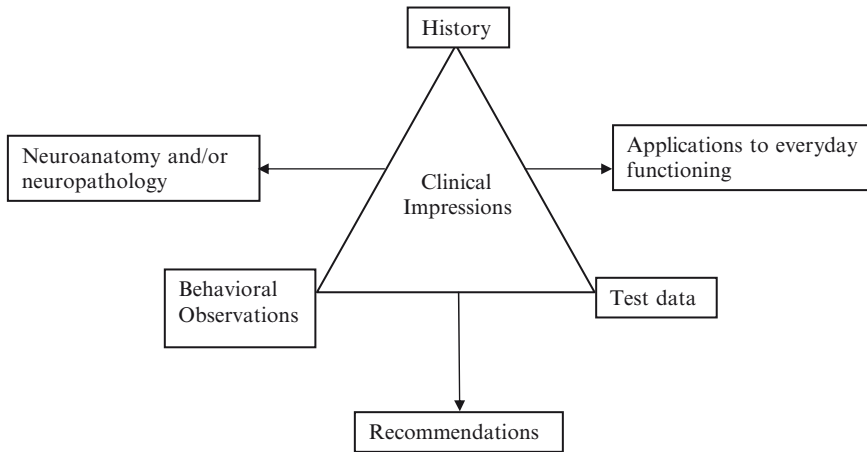 History
Neuroanatomy and/or
neuropathology
Applications to everyday
functioning
Clinical
Impressions
Behavioral
Observations
Test data
Recommendations